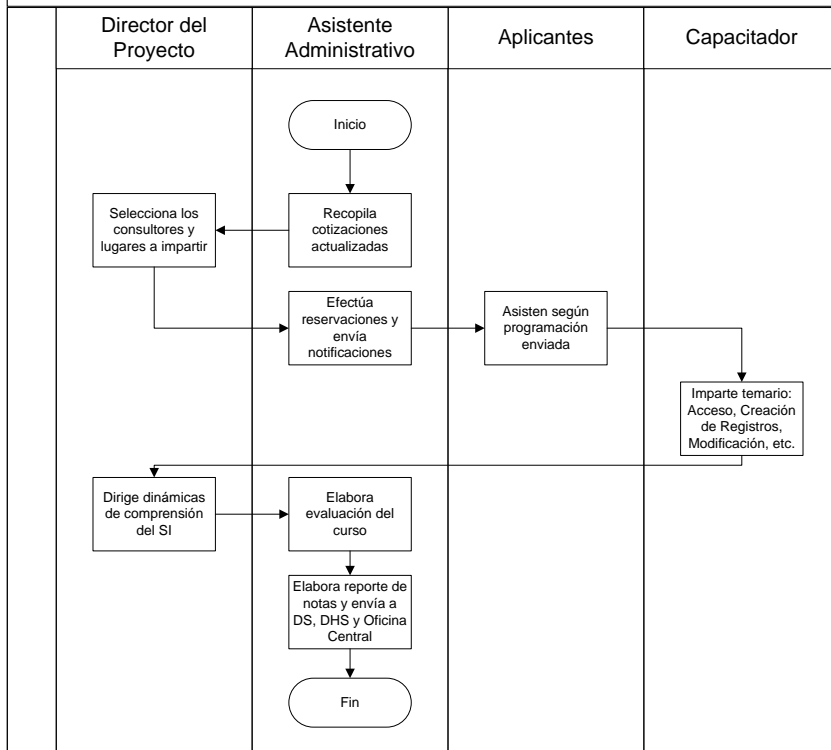 Director del
Proyecto
Asistente
Administrativo
Aplicantes
Capacitador
Inicio
Selecciona los
consultores y
lugares a impartir
Recopila
cotizaciones
actualizadas
Efectúa
reservaciones y
envía
notificaciones
Asisten según
programación
enviada
Imparte temario:
Acceso, Creación
de Registros,
Modificación, etc.
Dirige dinámicas
de comprensión
del SI
Elabora
evaluación del
curso
Elabora reporte de
notas y envía a
DS, DHS y Oficina
Central
Fin